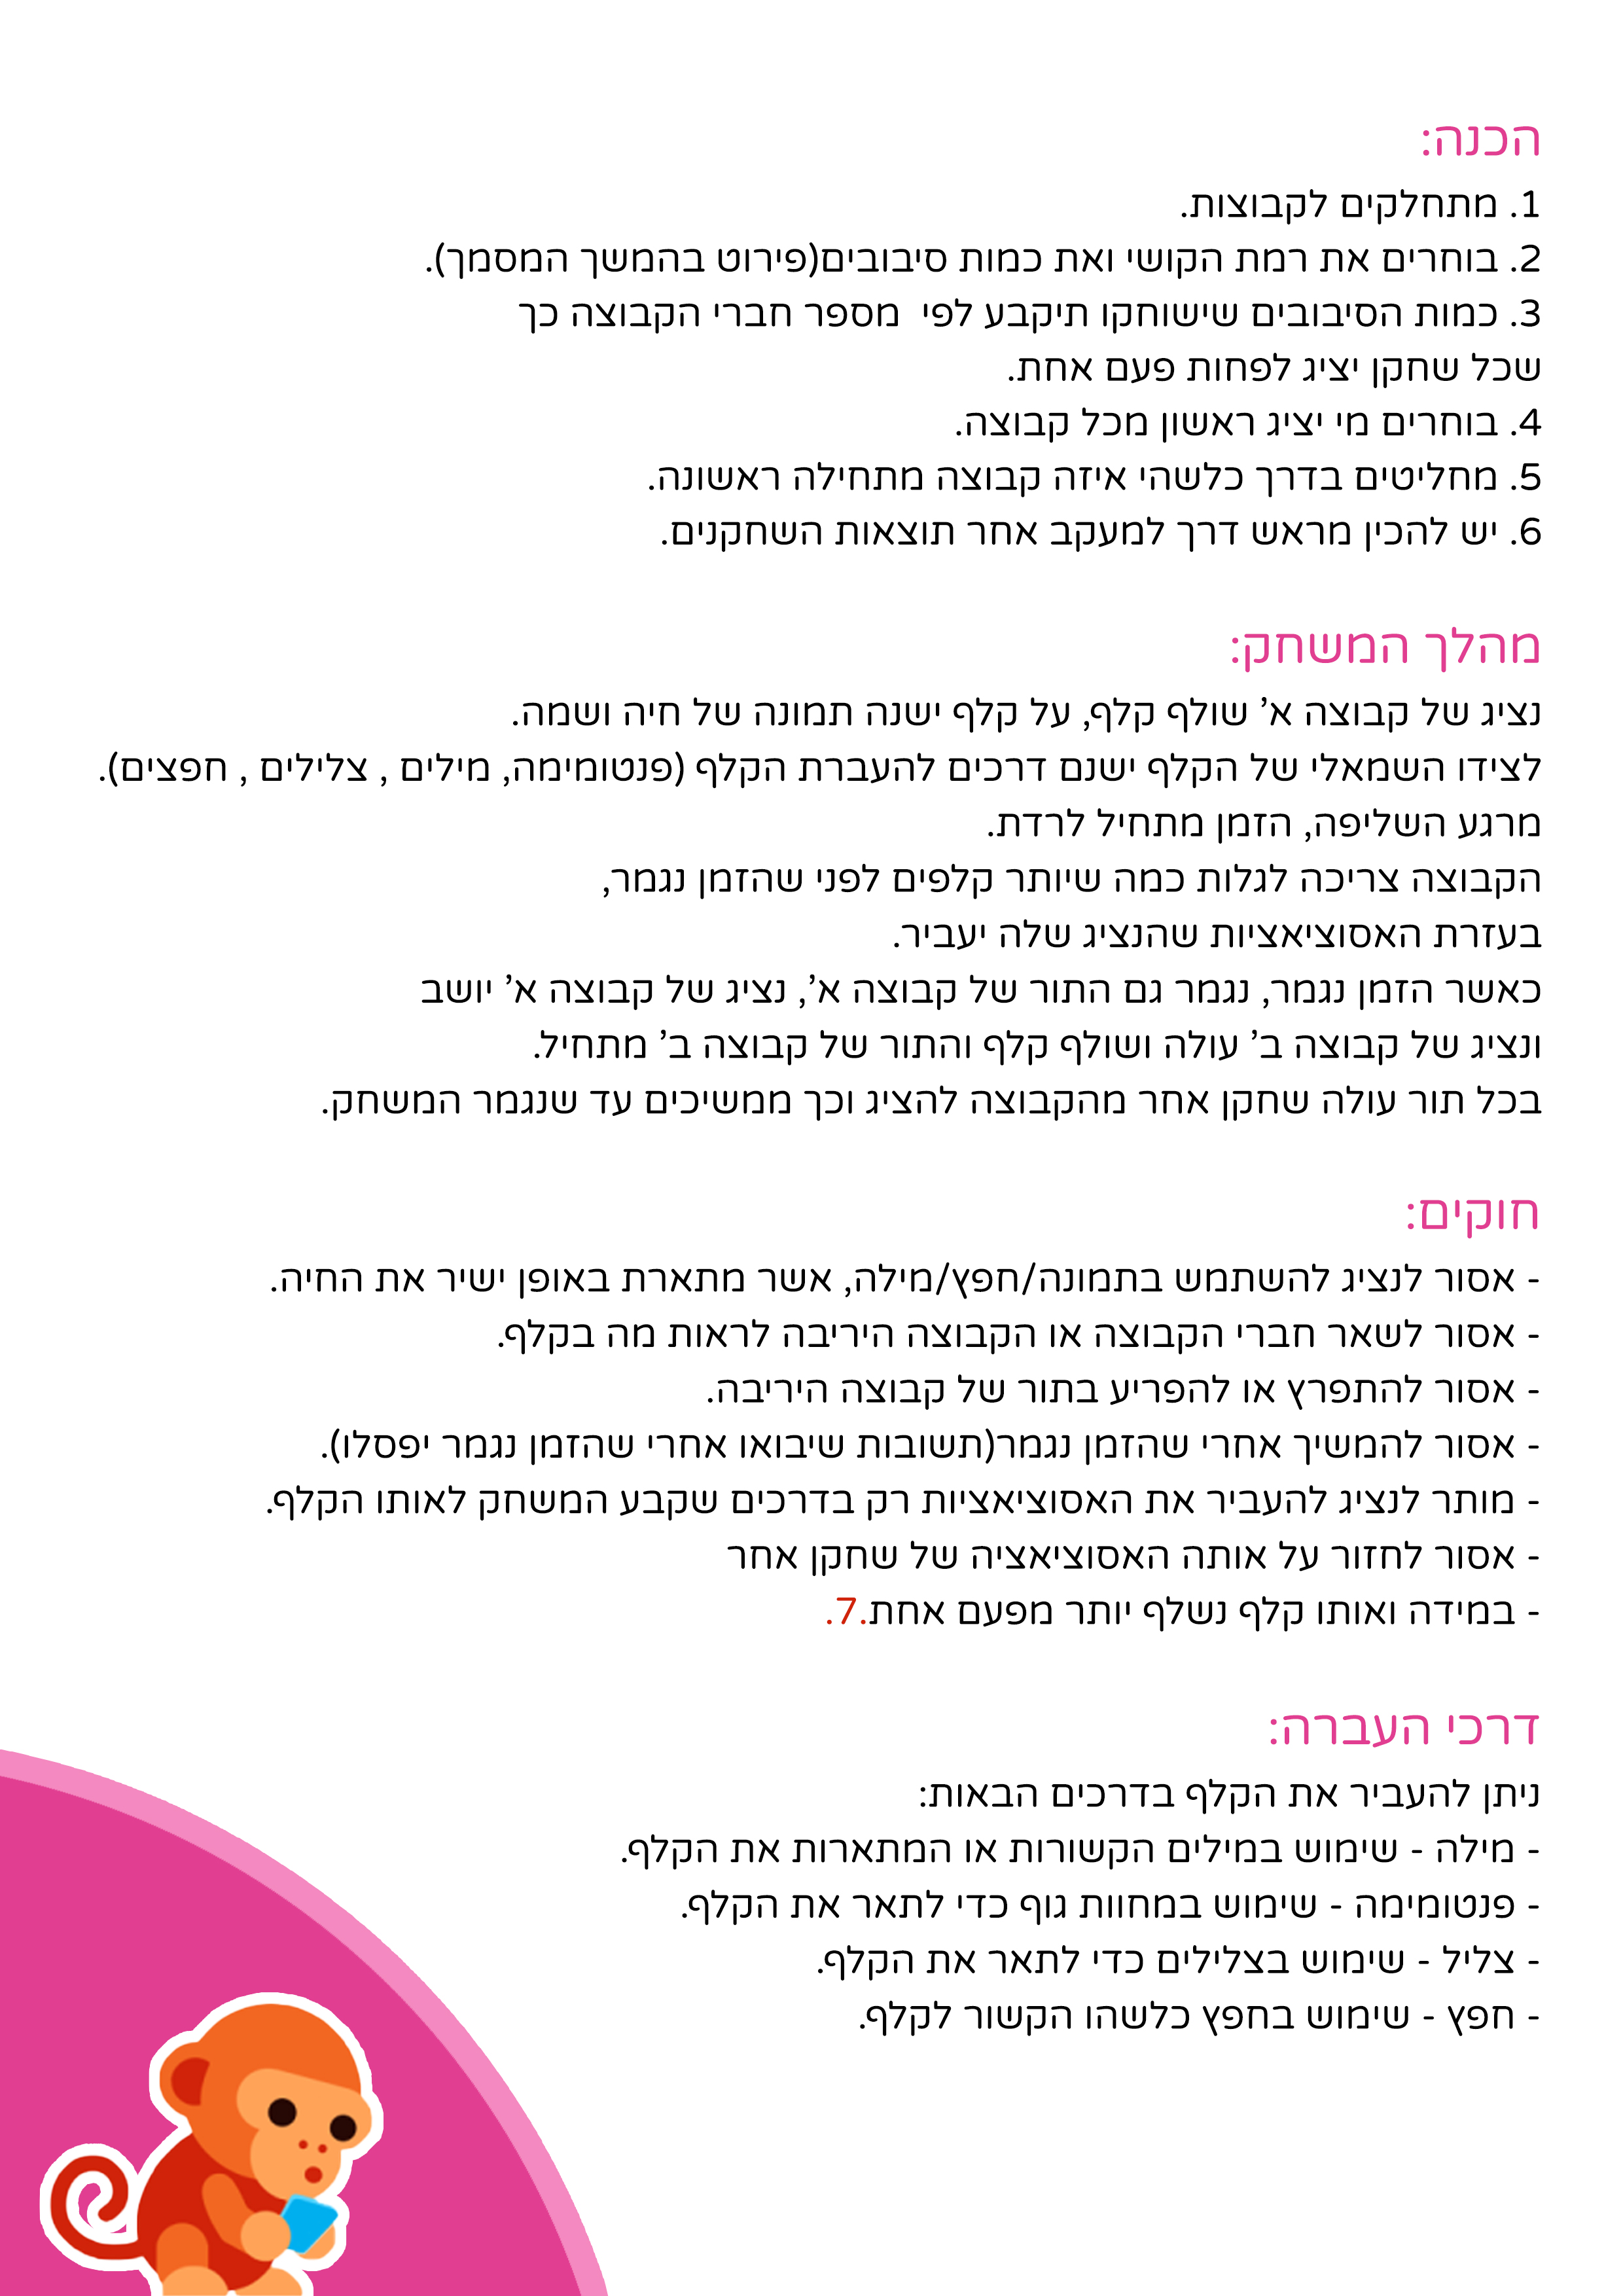 הכנה:
1. מתחלקים לקבוצות.
2. בוחרים את רמת הקושי ואת כמות סיבובים(פירוט בהמשך המסמך).
3. כמות הסיבובים שישוחקו תיקבע לפי  מספר חברי הקבוצה כך
שכל שחקן יציג לפחות פעם אחת.
4. בוחרים מי יציג ראשון מכל קבוצה.
5. מחליטים בדרך כלשהי איזה קבוצה מתחילה ראשונה.
6. יש להכין מראש דרך למעקב אחר תוצאות השחקנים.
מהלך המשחק:
נציג של קבוצה א’ שולף קלף, על קלף ישנה תמונה של חיה ושמה.
לצידו השמאלי של הקלף ישנם דרכים להעברת הקלף (פנטומימה, מילים , צלילים , חפצים).
מרגע השליפה, הזמן מתחיל לרדת.
הקבוצה צריכה לגלות כמה שיותר קלפים לפני שהזמן נגמר,
בעזרת האסוציאציות שהנציג שלה יעביר.
כאשר הזמן נגמר, נגמר גם התור של קבוצה א’, נציג של קבוצה א’ יושב
ונציג של קבוצה ב’ עולה ושולף קלף והתור של קבוצה ב’ מתחיל.
בכל תור עולה שחקן אחר מהקבוצה להציג וכך ממשיכים עד שנגמר המשחק.
חוקים:
- אסור לנציג להשתמש בתמונה/חפץ/מילה, אשר מתארת באופן ישיר את החיה.
- אסור לשאר חברי הקבוצה או הקבוצה היריבה לראות מה בקלף.
- אסור להתפרץ או להפריע בתור של קבוצה היריבה.
- אסור להמשיך אחרי שהזמן נגמר(תשובות שיבואו אחרי שהזמן נגמר יפסלו).
- מותר לנציג להעביר את האסוציאציות רק בדרכים שקבע המשחק לאותו הקלף.
- אסור לחזור על אותה האסוציאציה של שחקן אחר
- במידה ואותו קלף נשלף יותר מפעם אחת.7.
דרכי העברה:
ניתן להעביר את הקלף בדרכים הבאות:
- מילה - שימוש במילים הקשורות או המתארות את הקלף.
- פנטומימה - שימוש במחוות גוף כדי לתאר את הקלף.
- צליל - שימוש בצלילים כדי לתאר את הקלף.
- חפץ - שימוש בחפץ כלשהו הקשור לקלף.